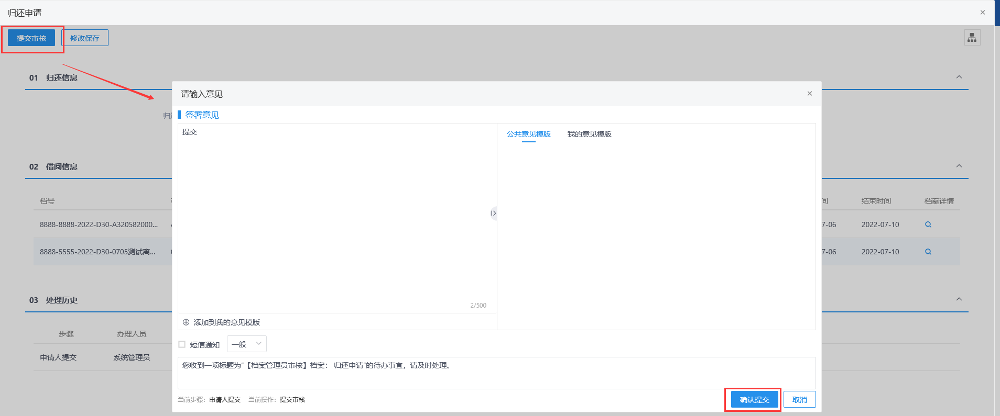 归还申请
提交审核 修改保存
01 归还信息
请输入意见
签署意见
提交
公共意见模版 我的意见模版
02 借阅信息
档号 间 结束时间 档案详情
8888-8888-2022-D30-A320582000... 7-06 2022-07-10
8888-5555-2022-D30-0705测试离... 7-06 2022-07-10
2/500
03 处理历史
添加到我的意见模版
步骤 办理人员
短信通知 一般
申请人提交 系统管理员
您收到一项标题为"【档案管理员审核】档案： 归还申请"的待办事宜，请及时处理。
当前步骤：申请人提交 当前操作：提交审核
确认提交 取消